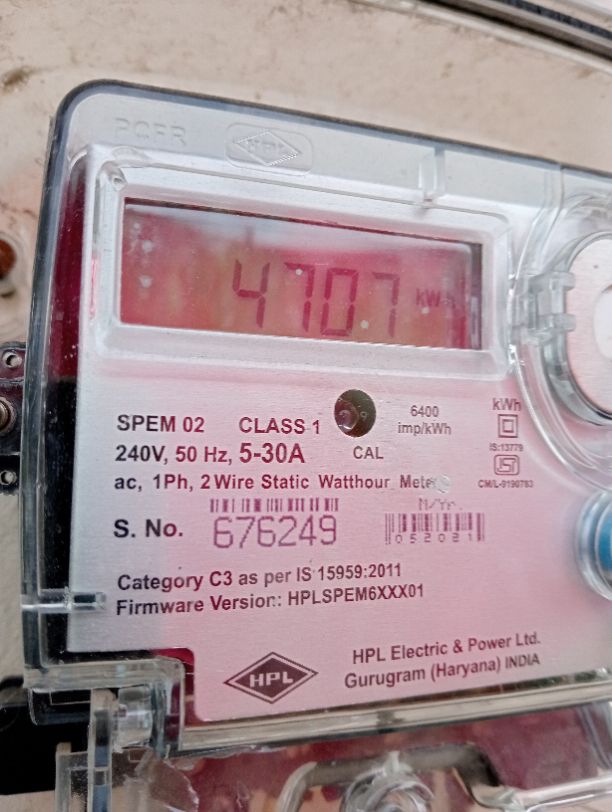 PCFR
HPL
4707 kWh
SPEM 02 CLASS 1
6400
imp/kWh
kWh
240V, 50 Hz, 5-30A
CAL
IS:13779
ISI
CM/L-9190783
ac, 1Ph, 2 Wire Static Watthour Meter
M/Yr.
S. No. 676249
052021
Category C3 as per IS 15959:2011
Firmware Version: HPLSPEM6XXX01
HPL
HPL Electric & Power Ltd.
Gurugram (Haryana) INDIA